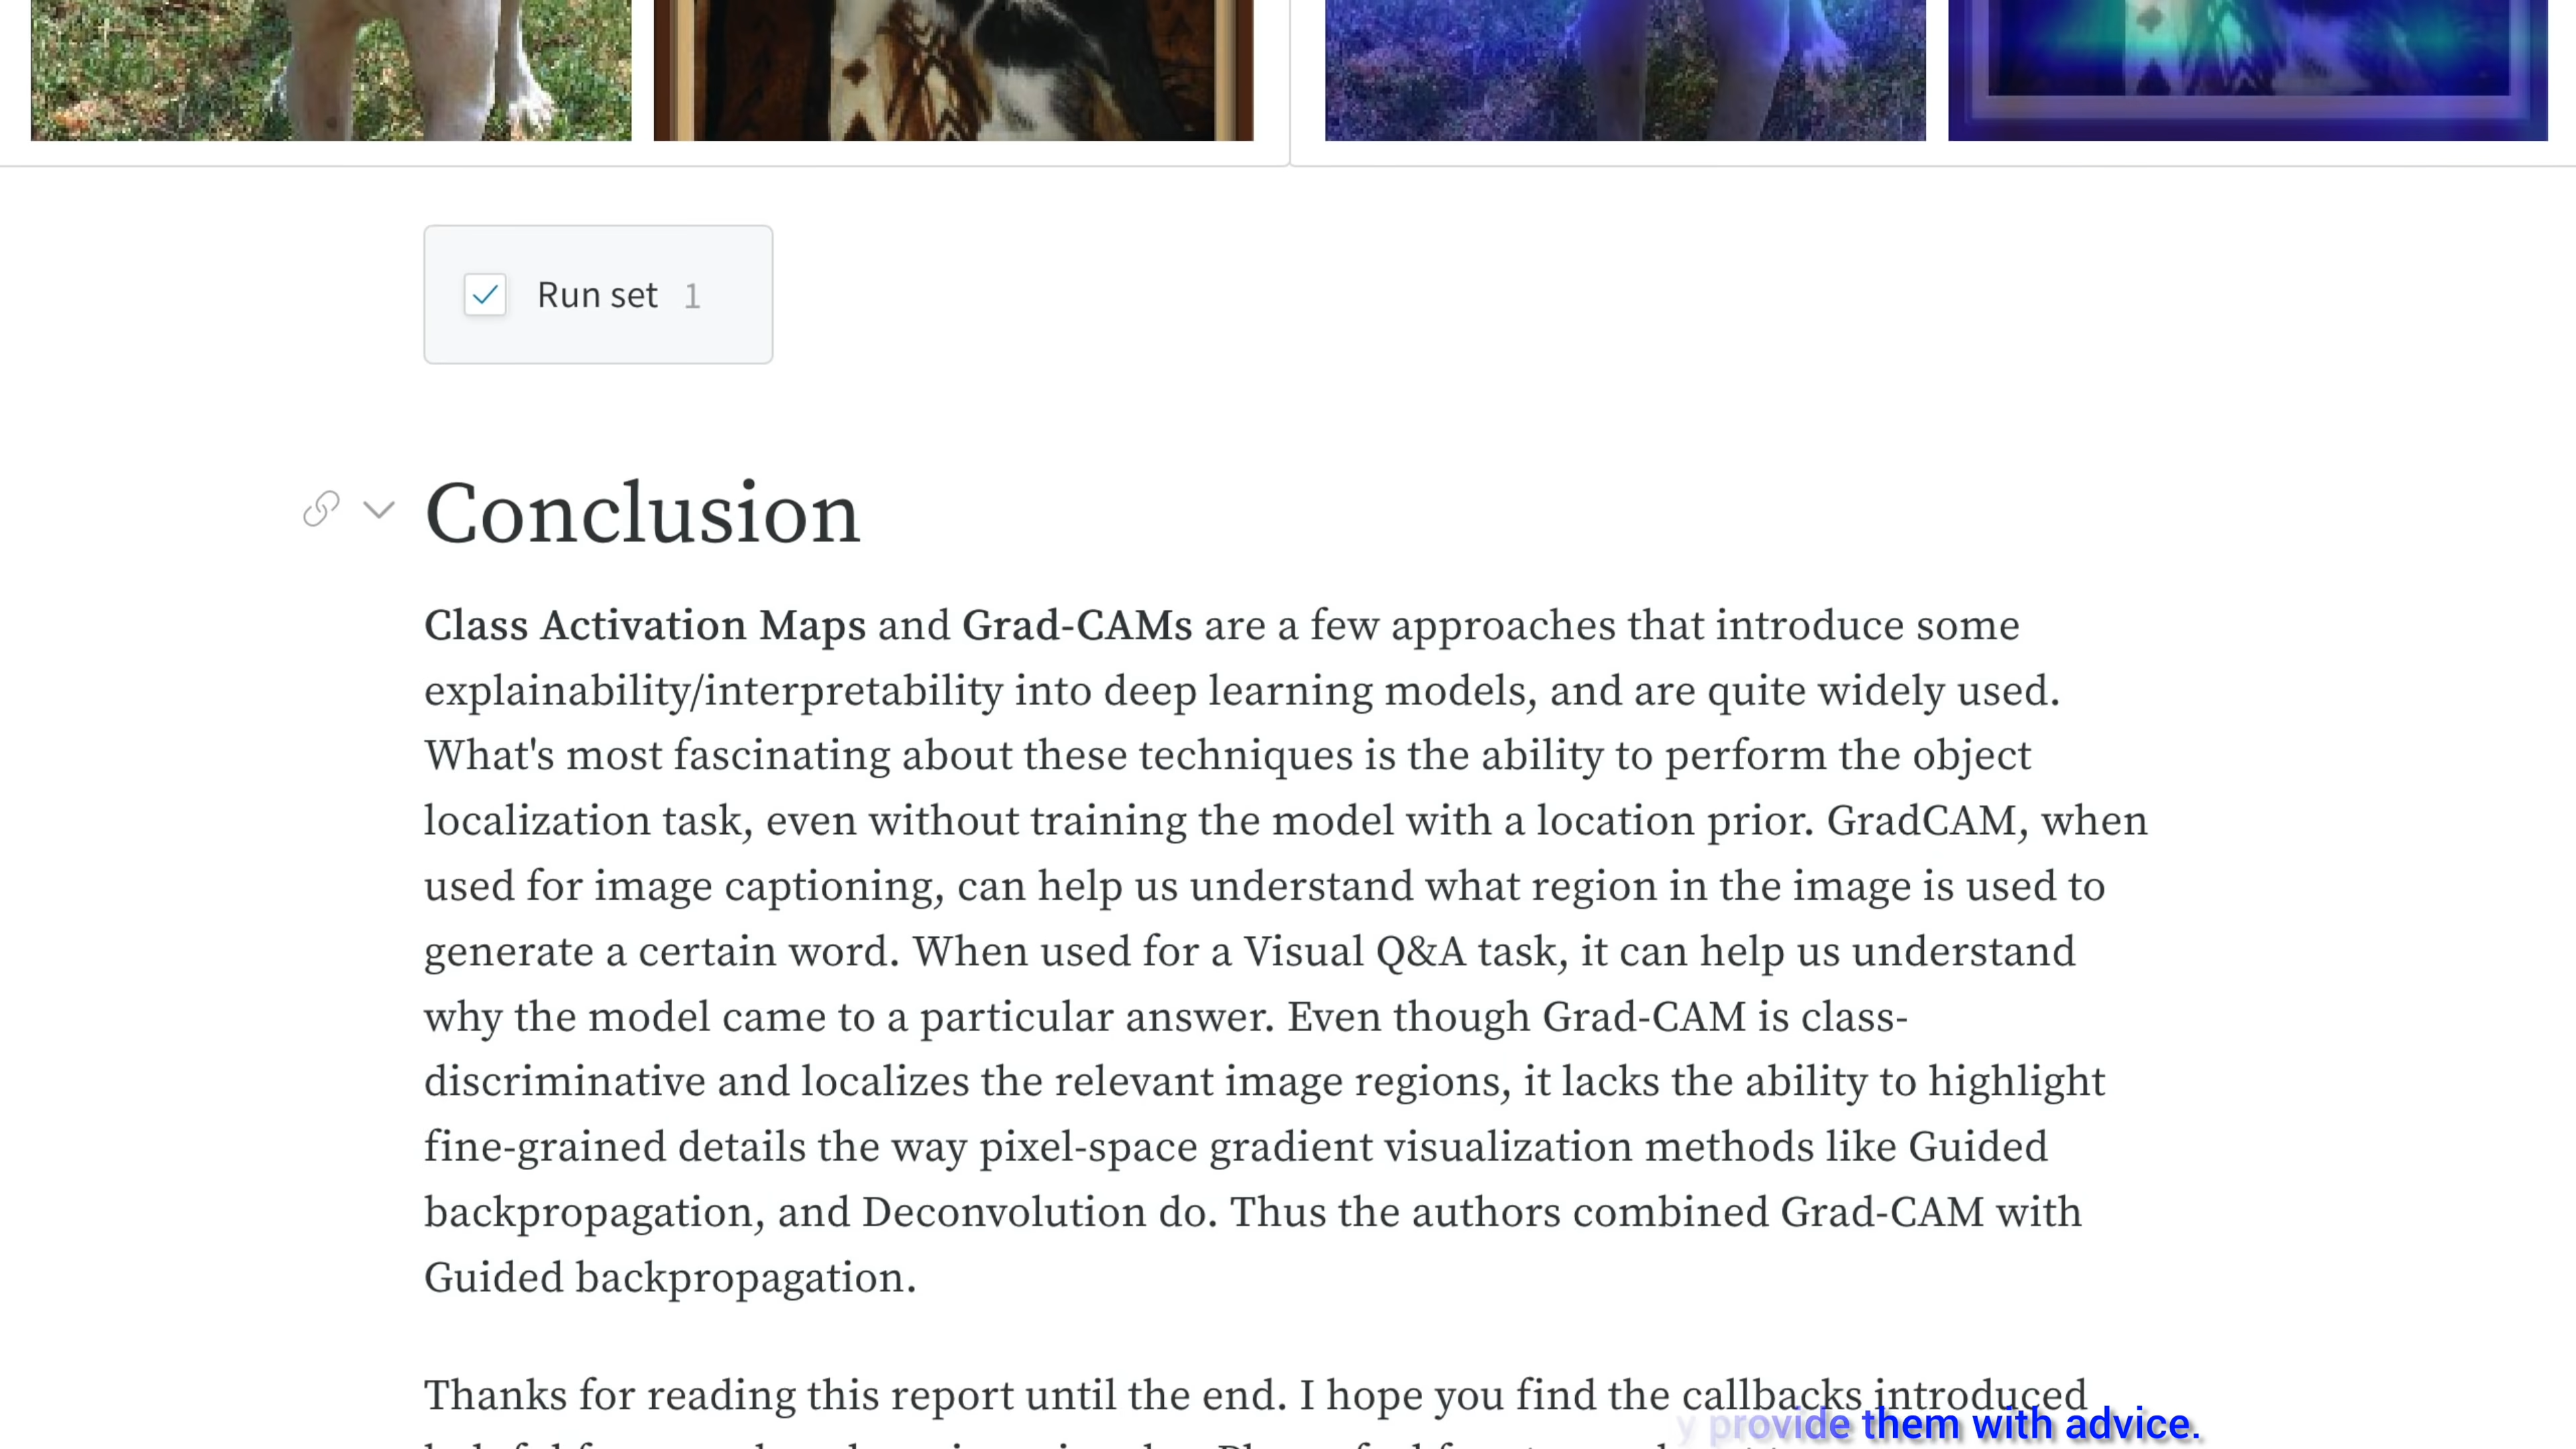 Run set 1
Conclusion
Class Activation Maps and Grad-CAMs are a few approaches that introduce some
explainability/interpretability into deep learning models, and are quite widely used.
What's most fascinating about these techniques is the ability to perform the object
localization task, even without training the model with a location prior. GradCAM, when
used for image captioning, can help us understand what region in the image is used to
generate a certain word. When used for a Visual Q&A task, it can help us understand
why the model came to a particular answer. Even though Grad-CAM is class-
discriminative and localizes the relevant image regions, it lacks the ability to highlight
fine-grained details the way pixel-space gradient visualization methods like Guided
backpropagation, and Deconvolution do. Thus the authors combined Grad-CAM with
Guided backpropagation.
Thanks for reading this report until the end. I hope you find the callbacks introduced
y provide them with advice.